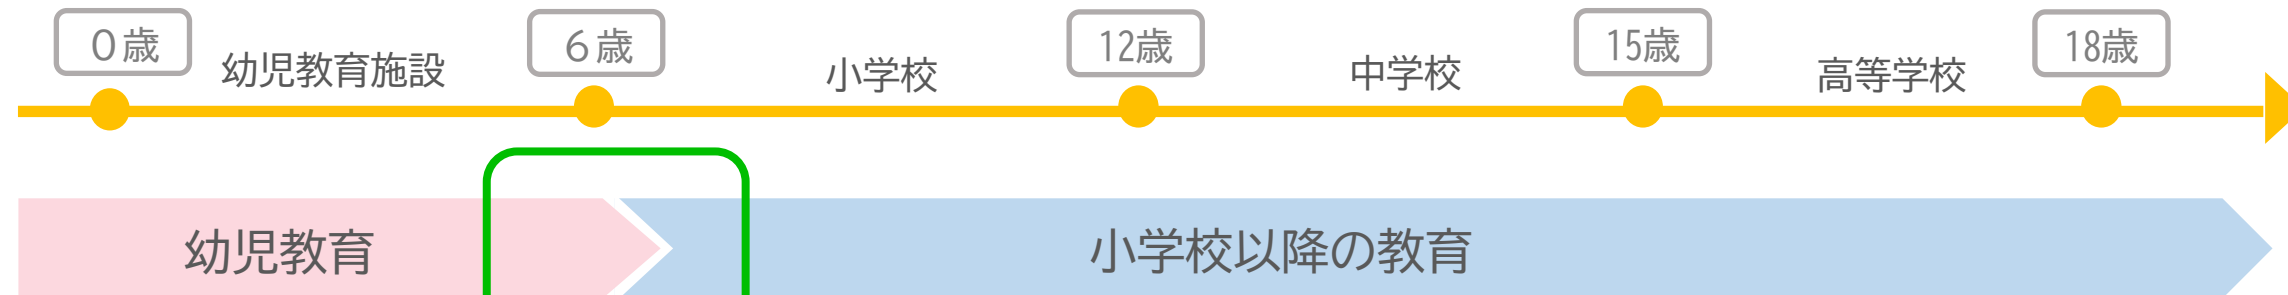 ０歳
幼児教育施設
６歳
小学校
12歳
中学校
15歳
高等学校
18歳
幼児教育
小学校以降の教育